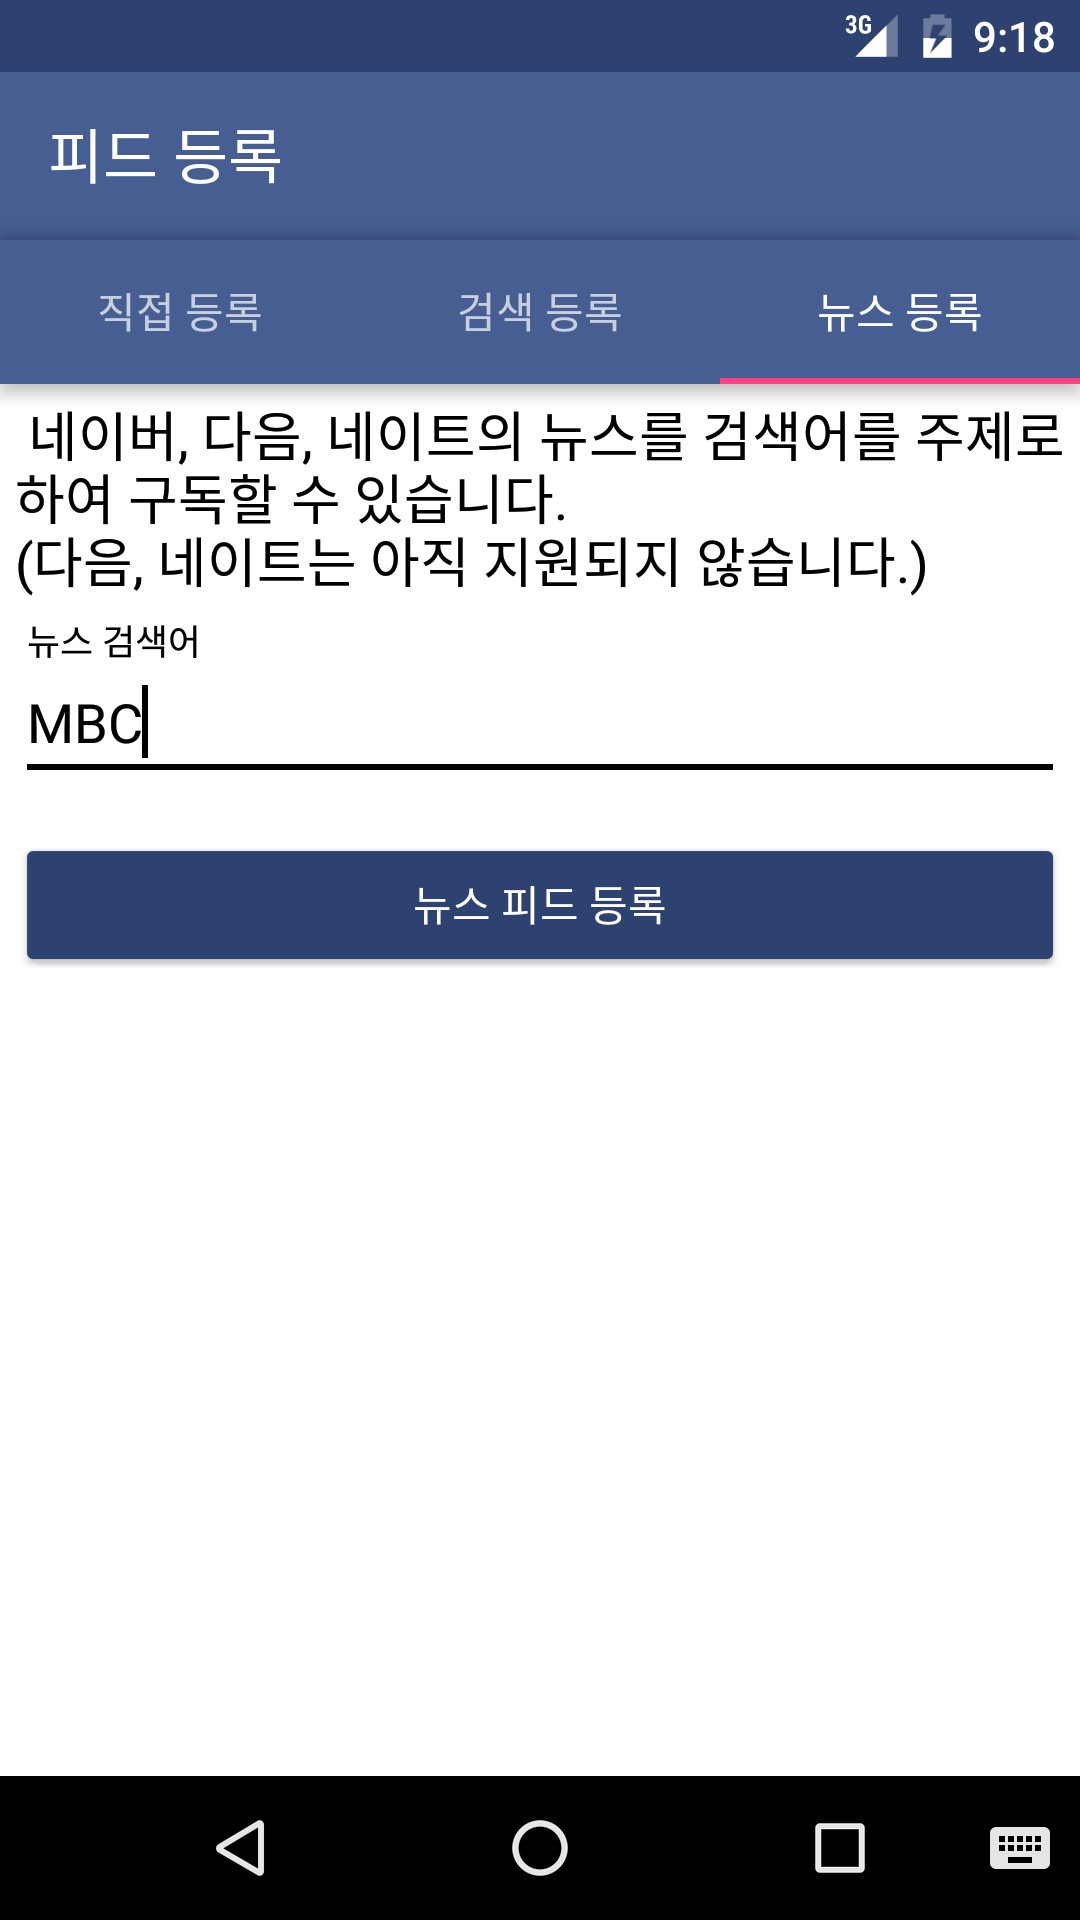 3G 9:18
피드 등록
직접 등록 검색 등록 뉴스 등록
네이버, 다음, 네이트의 뉴스를 검색어를 주제로
하여 구독할 수 있습니다.
(다음, 네이트는 아직 지원되지 않습니다.)
뉴스 검색어
MBC
뉴스 피드 등록